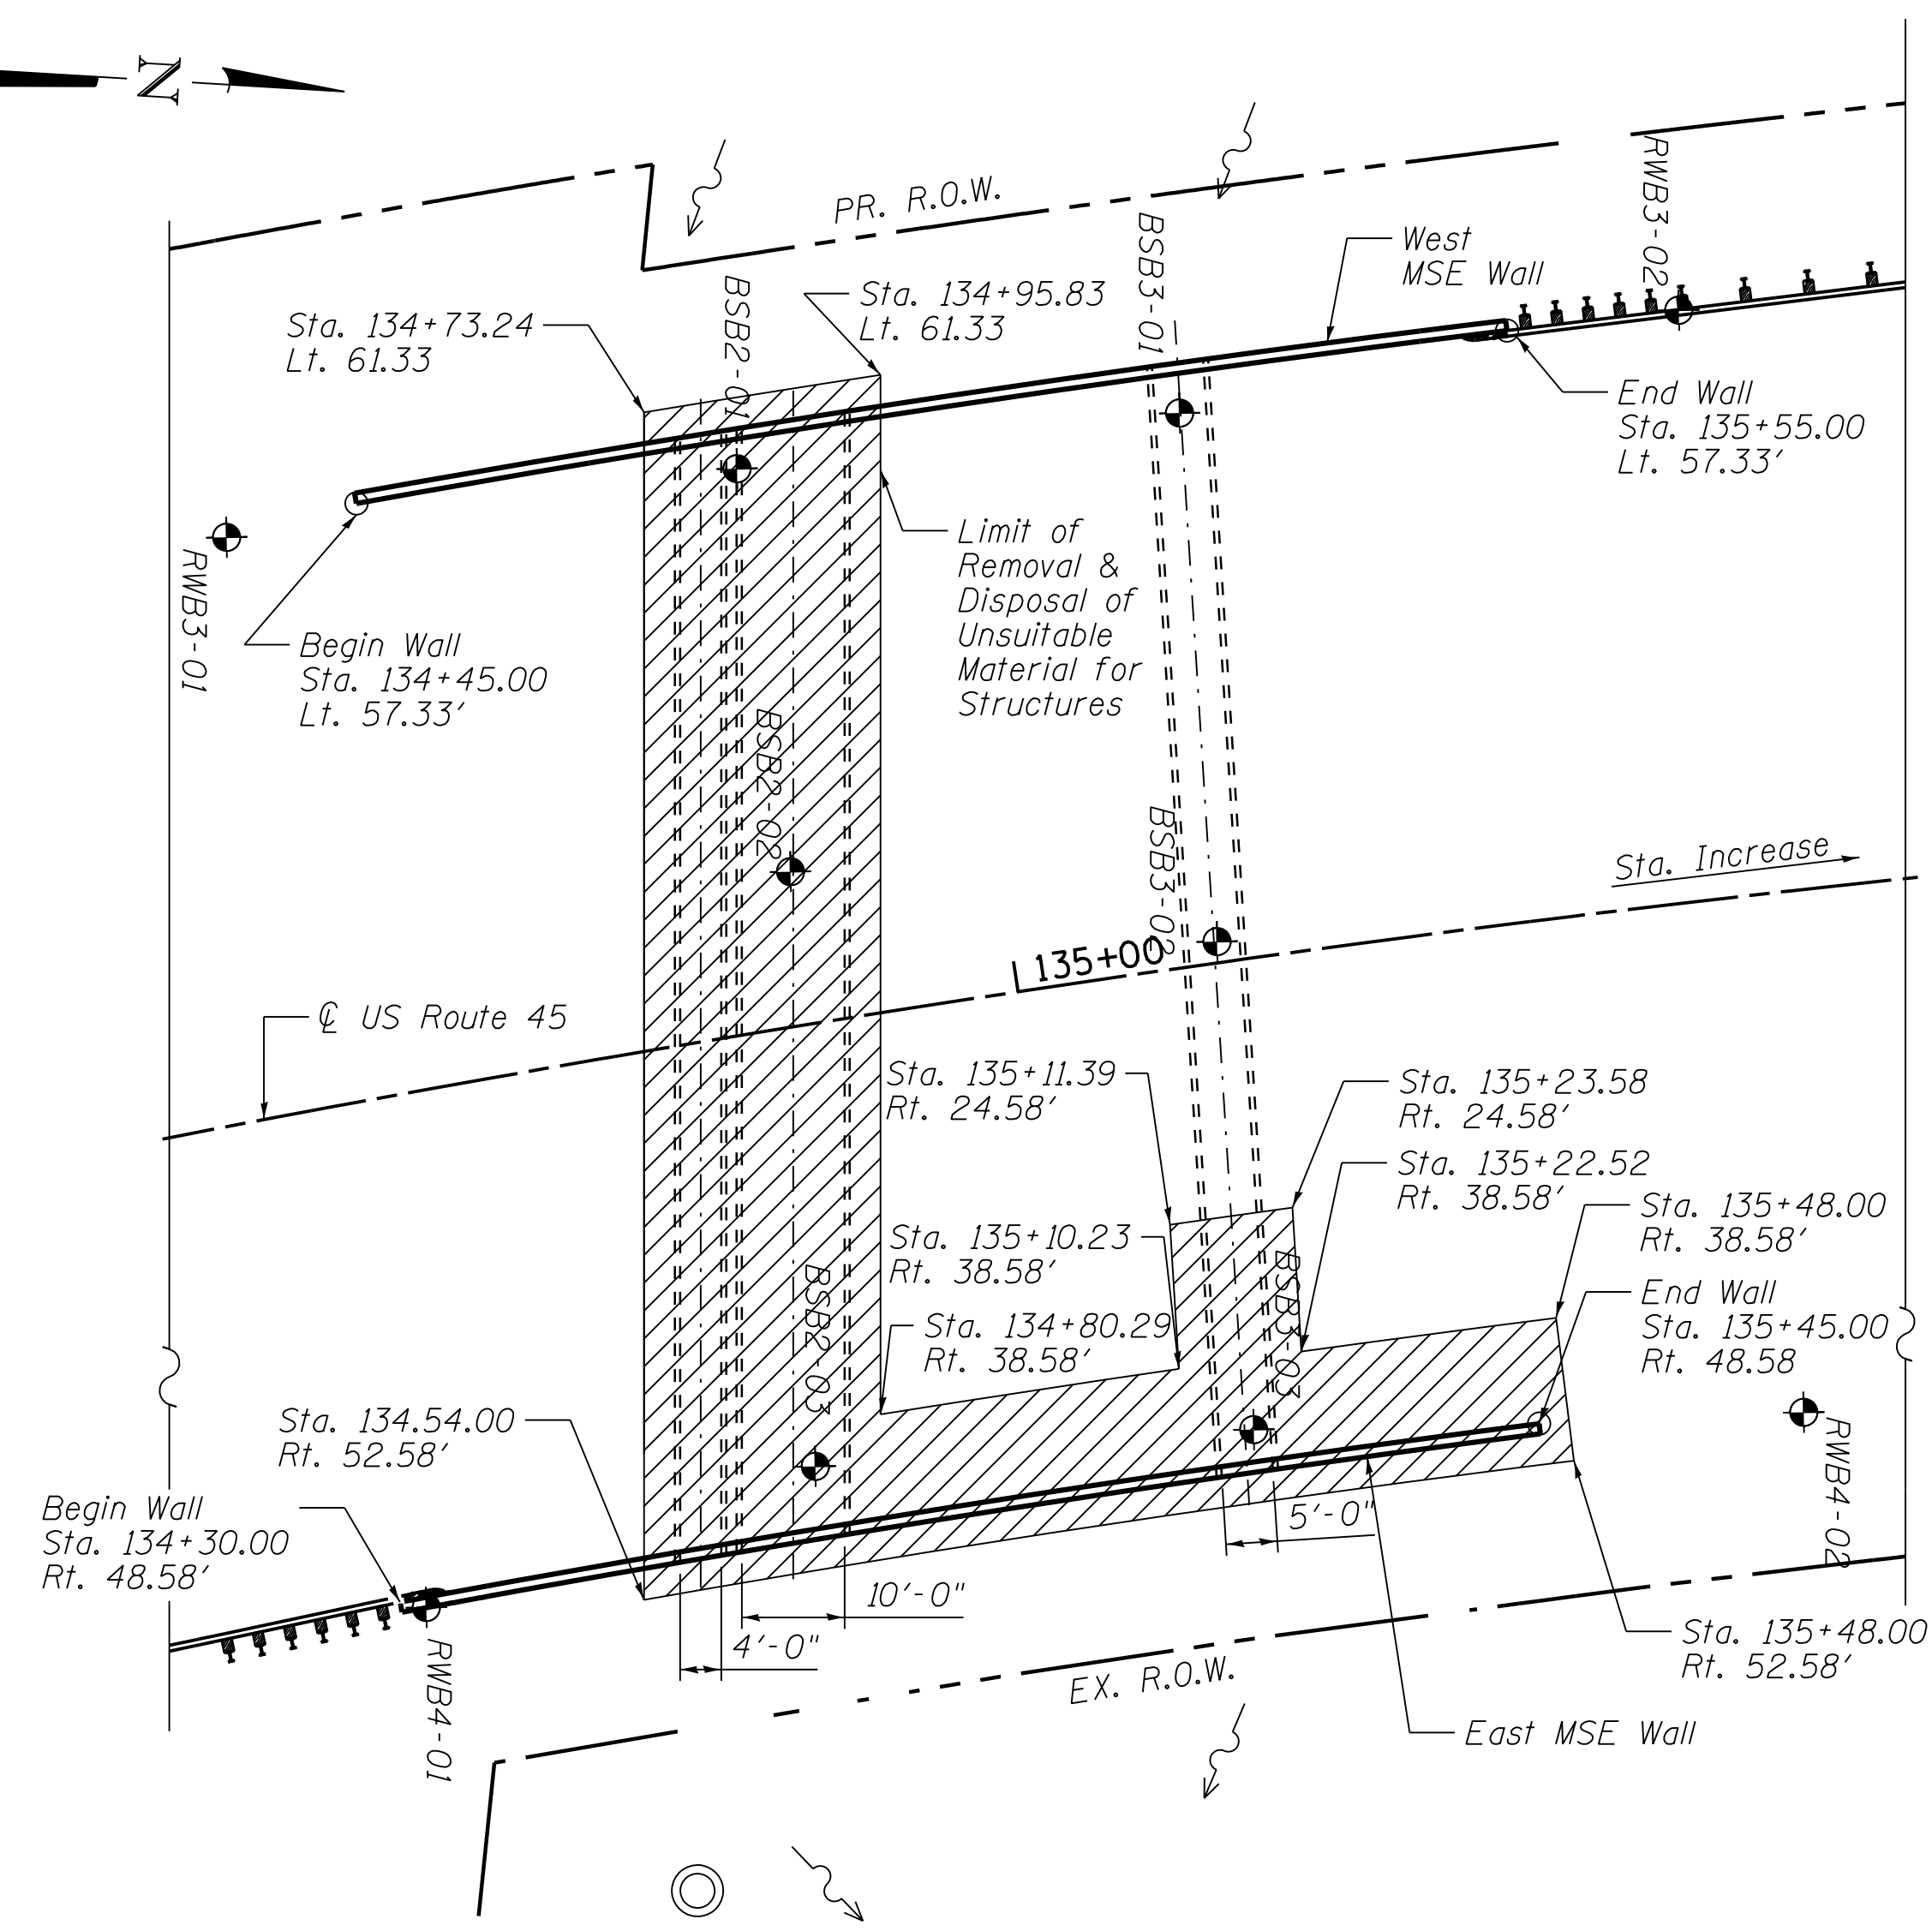 N
PR. R.O.W.
RWB3-02
BSB3-01
West
MSE Wall
BSB2-01
Sta. 134+95.83
Lt. 61.33
Sta. 134+73.24
Lt. 61.33
End Wall
Sta. 135+55.00
Lt. 57.33′
Limit of
Removal &
Disposal of
Unsuitable
Material for
Structures
RWB3-01
Begin Wall
Sta. 134+45.00
Lt. 57.33′
BSB2-02
BSB3-02
Sta. Increase
135+00
℄ US Route 45
Sta. 135+11.39
Rt. 24.58′
Sta. 135+23.58
Rt. 24.58′
Sta. 135+22.52
Rt. 38.58′
Sta. 135+48.00
Rt. 38.58′
Sta. 135+10.23
Rt. 38.58′
BSB2-03
BSB3-03
End Wall
Sta. 135+45.00
Rt. 48.58
Sta. 134+80.29
Rt. 38.58′
Sta. 134.54.00
Rt. 52.58′
RWB4-02
Begin Wall
Sta. 134+30.00
Rt. 48.58′
5′-0"
10′-0"
4′-0"
Sta. 135+48.00
Rt. 52.58′
RWB4-01
EX. R.O.W.
East MSE Wall